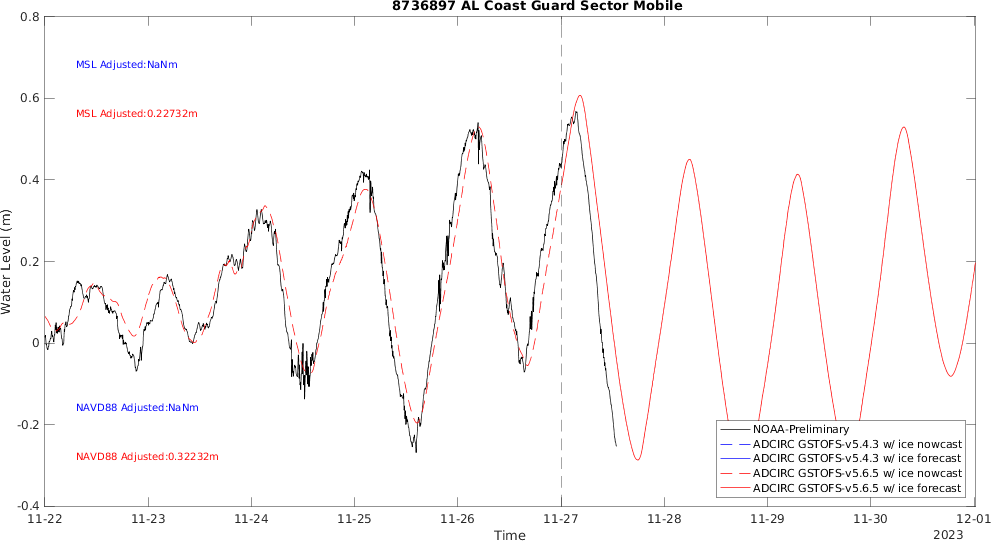 8736897 AL Coast Guard Sector Mobile
0.8
0.6
0.4
0.2
0
-0.2
-0.4
Water Level (m)
MSL Adjusted:NaNm
MSL Adjusted:0.22732m
NAVD88 Adjusted:NaNm
NAVD88 Adjusted:0.32232m
NOAA-Preliminary
ADCIRC GSTOFS-v5.4.3 w/ ice nowcast
ADCIRC GSTOFS-v5.4.3 w/ ice forecast
ADCIRC GSTOFS-v5.6.5 w/ ice nowcast
ADCIRC GSTOFS-v5.6.5 w/ ice forecast
11-22 11-23 11-24 11-25 11-26 11-27 11-28 11-29 11-30 12-01
Time
2023